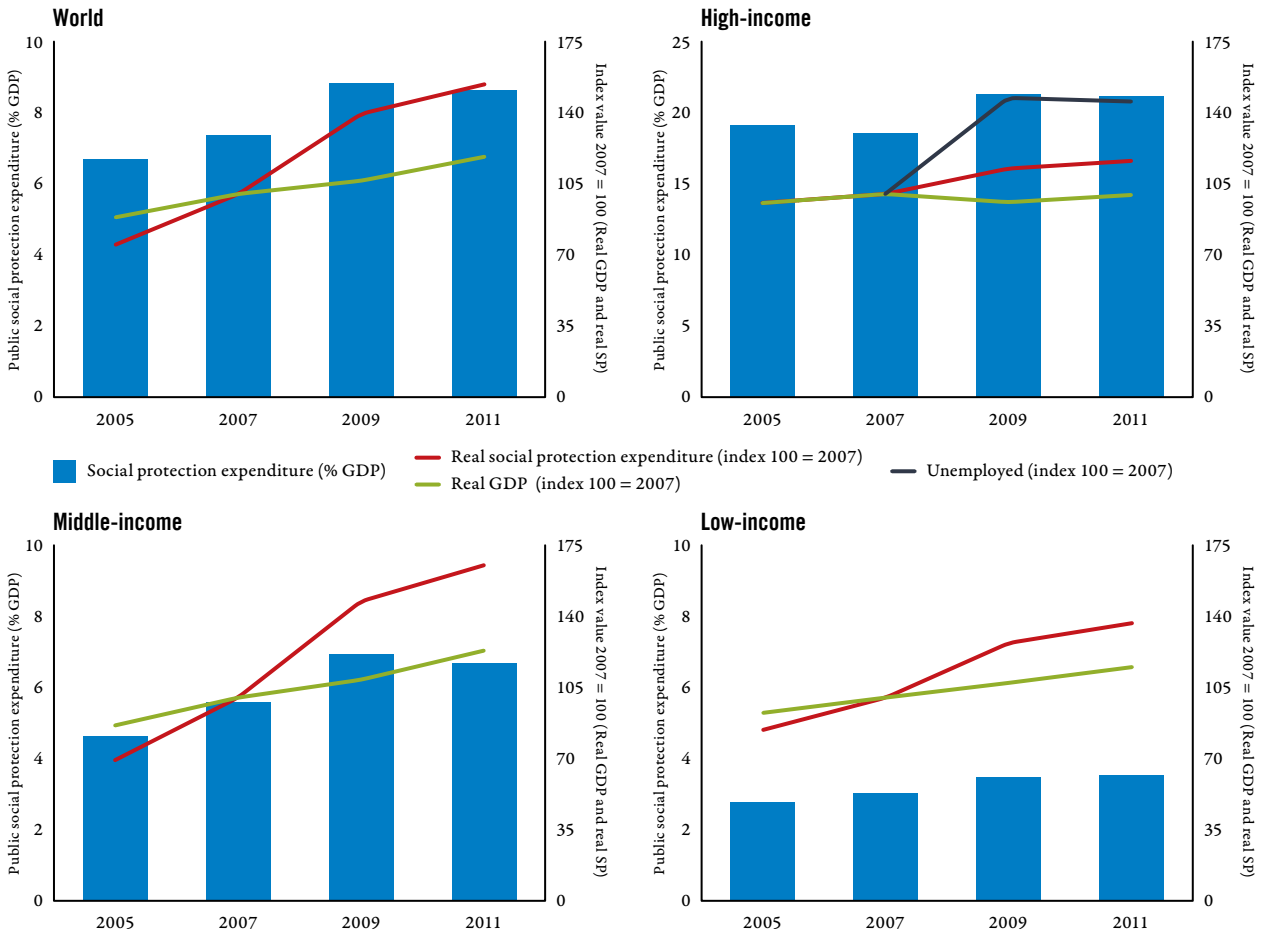 World
Public social protection expenditure (% GDP)
10
8
6
4
2
0
175
140
105
70
35
0
Index value 2007 = 100 (Real GDP and real SP)
2005 2007 2009 2011
High-income
Public social protection expenditure (% GDP)
25
20
15
10
5
0
175
140
105
70
35
0
Index value 2007 = 100 (Real GDP and real SP)
2005 2007 2009 2011
Social protection expenditure (% GDP)
Real social protection expenditure (index 100 = 2007)
Real GDP (index 100 = 2007)
Unemployed (index 100 = 2007)
Middle-income
Public social protection expenditure (% GDP)
10
8
6
4
2
0
175
140
105
70
35
0
Index value 2007 = 100 (Real GDP and real SP)
2005 2007 2009 2011
Low-income
Public social protection expenditure (% GDP)
10
8
6
4
2
0
175
140
105
70
35
0
Index value 2007 = 100 (Real GDP and real SP)
2005 2007 2009 2011